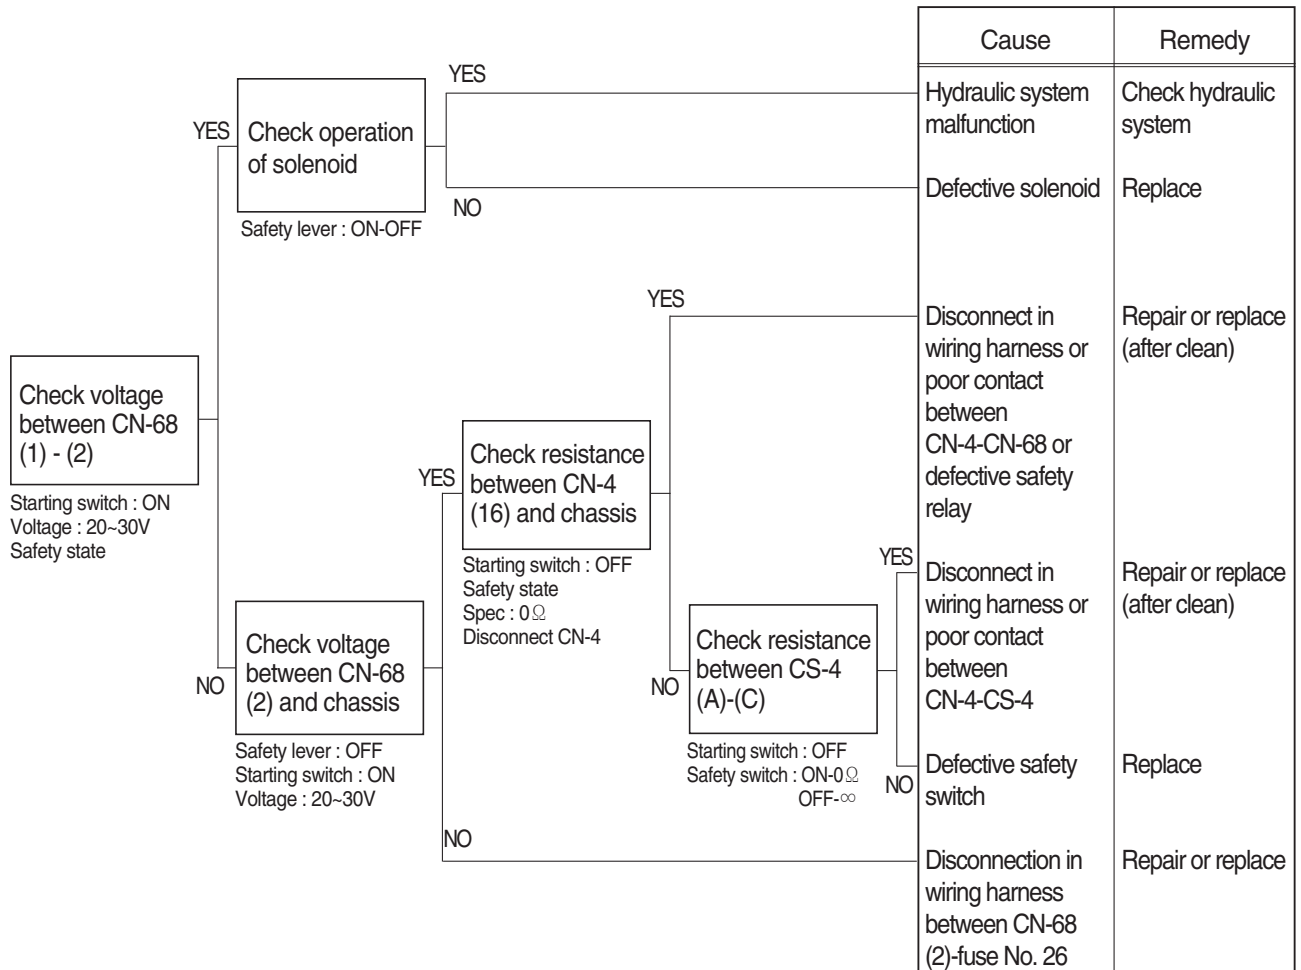 Cause
Remedy
YES
Hydraulic system
malfunction
Check hydraulic
system
YES
Check operation
of solenoid
NO
Defective solenoid
Replace
Safety lever : ON-OFF
YES
Disconnect in
wiring harness or
poor contact
between
CN-4-CN-68 or
defective safety
relay
Repair or replace
(after clean)
Check voltage
between CN-68
(1) - (2)
Starting switch : ON
Voltage : 20~30V
Safety state
YES
Check resistance
between CN-4
(16) and chassis
Starting switch : OFF
Safety state
Spec : 0Ω
Disconnect CN-4
YES
Disconnect in
wiring harness or
poor contact
between
CN-4-CS-4
Repair or replace
(after clean)
NO
Check voltage
between CN-68
(2) and chassis
Safety lever : OFF
Starting switch : ON
Voltage : 20~30V
NO
Check resistance
between CS-4
(A)-(C)
Starting switch : OFF
Safety switch : ON-0Ω
OFF-∞
NO
Defective safety
switch
Replace
NO
Disconnection in
wiring harness
between CN-68
(2)-fuse No. 26
Repair or replace